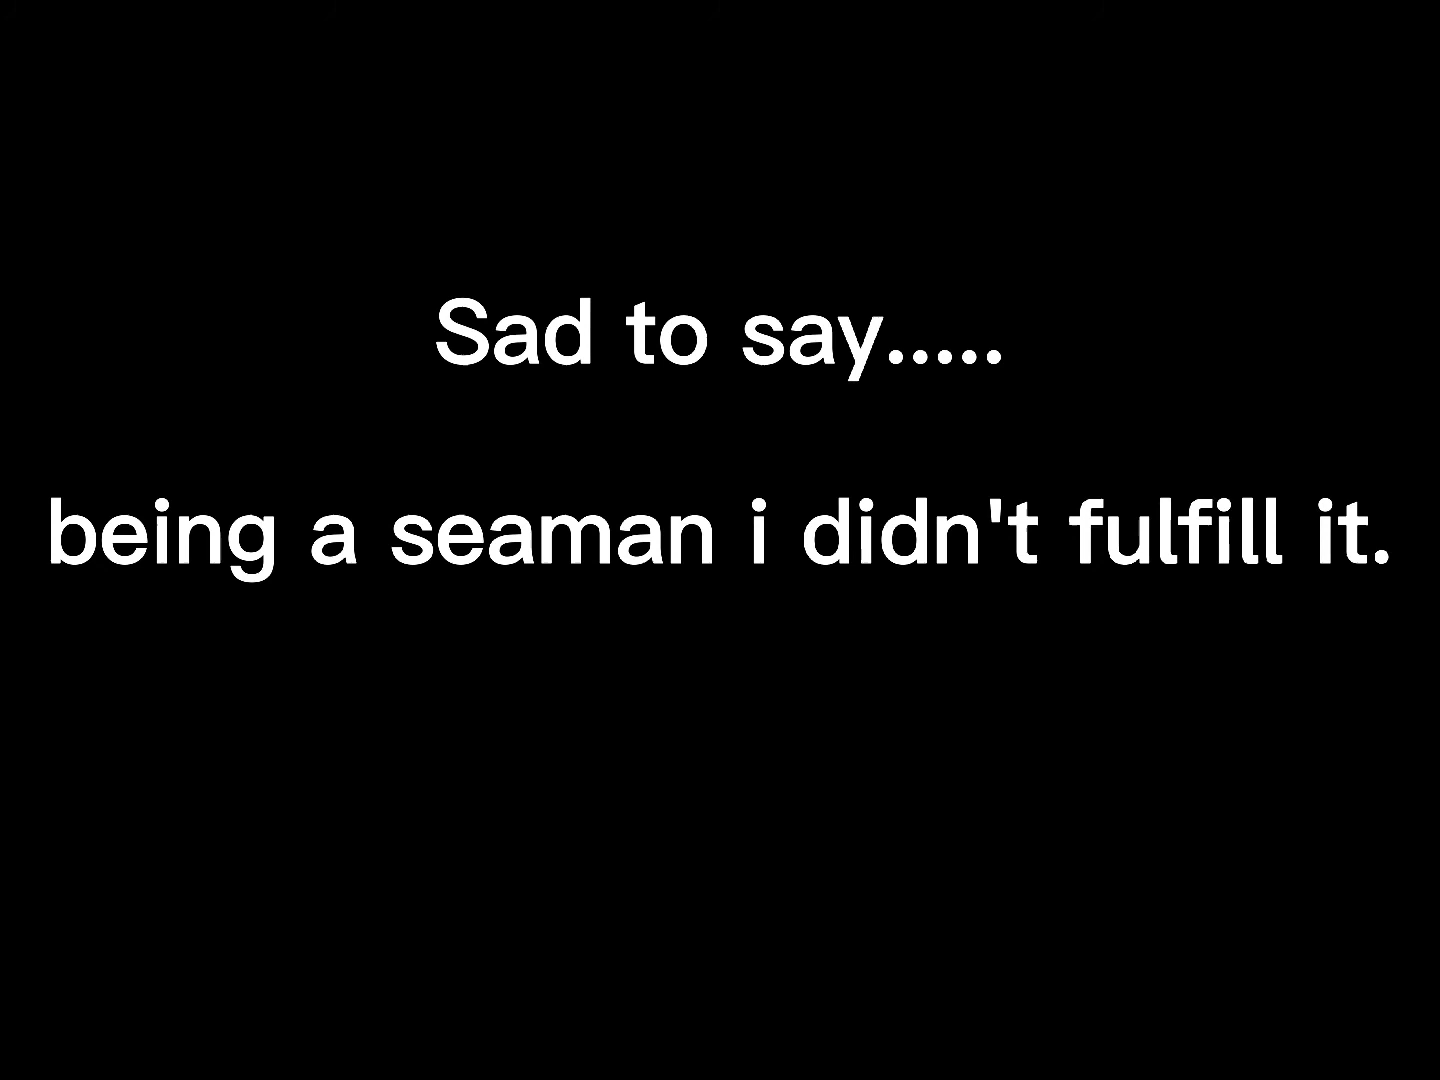 Sad to say.....
being a seaman i didn't fulfill it.